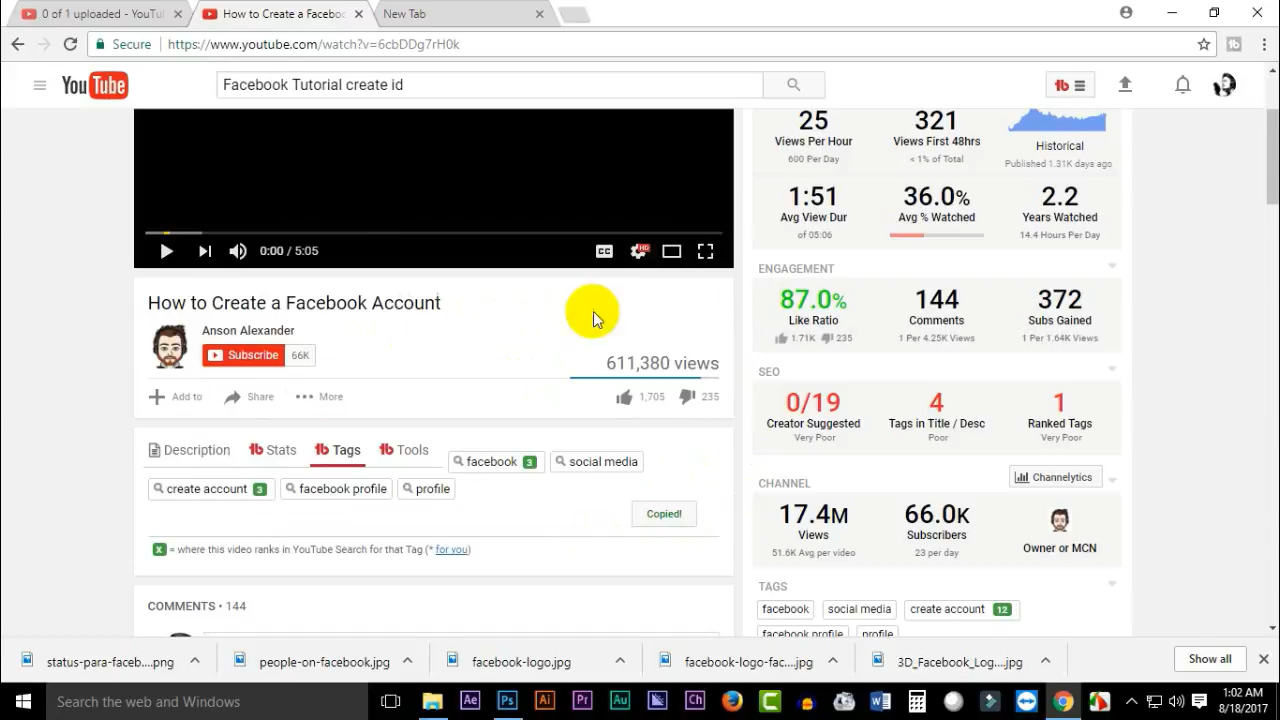 0 of 1 uploaded - YouTu
How to Create a Faceboo
New Tab
Secure
https://www.youtube.com/watch?v=6cbDDg7rH0k
YouTube
Facebook Tutorial create id
25
321
Views Per Hour
Views First 48hrs
Historical
600 Per Day
< 1% of Total
Published 1.31K days ago
1:51
36.0%
2.2
Avg View Dur
Avg % Watched
Years Watched
of 05:06
14.4 Hours Per Day
0:00 / 5:05
CC
HD
ENGAGEMENT
How to Create a Facebook Account
87.0%
144
372
Like Ratio
Comments
Subs Gained
1.71K
235
1 Per 4.25K Views
1 Per 1.64K Views
Anson Alexander
Subscribe
66K
611,380 views
Add to
Share
More
1,705
235
SEO
0/19
4
1
Creator Suggested
Tags in Title / Desc
Ranked Tags
Very Poor
Poor
Very Poor
Description
Stats
Tags
Tools
facebook 3
social media
create account 3
facebook profile
profile
Copied!
x = where this video ranks in YouTube Search for that Tag (* for you)
CHANNEL
Channelytics
17.4M
66.0K
Views
Subscribers
Owner or MCN
51.6K Avg per video
23 per day
TAGS
facebook
social media
create account 12
facebook profile
profile
COMMENTS • 144
status-para-faceb....png
people-on-facebook.jpg
facebook-logo.jpg
facebook-logo-fac....jpg
3D_Facebook_Log....jpg
Show all
Search the web and Windows
Ae
Ps
Ai
Pr
Au
Ch
1:02 AM
8/18/2017